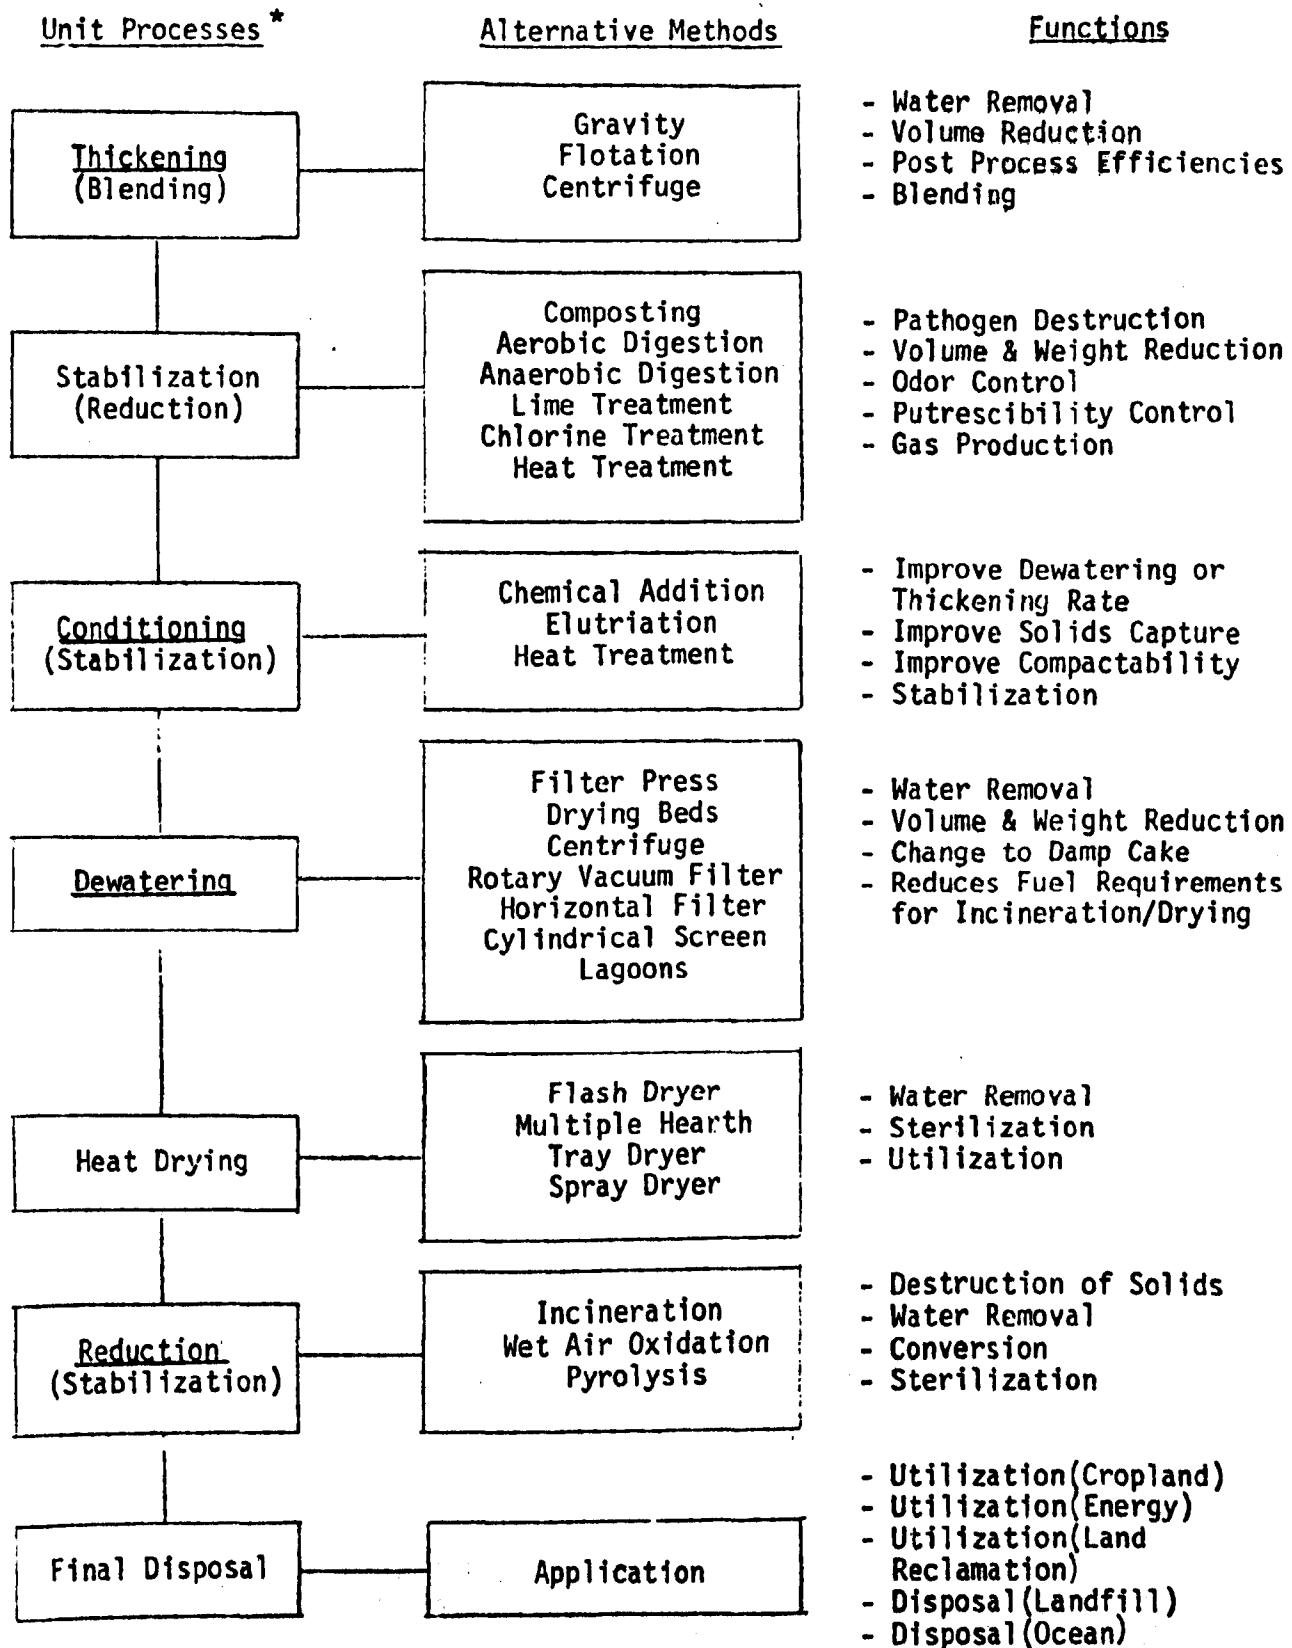 Unit Processes *
Alternative Methods
Functions
Thickening
(Blending)
Gravity
Flotation
Centrifuge
- Water Removal
- Volume Reduction
- Post Process Efficiencies
- Blending
Stabilization
(Reduction)
Composting
Aerobic Digestion
Anaerobic Digestion
Lime Treatment
Chlorine Treatment
Heat Treatment
- Pathogen Destruction
- Volume & Weight Reduction
- Odor Control
- Putrescibility Control
- Gas Production
Conditioning
(Stabilization)
Chemical Addition
Elutriation
Heat Treatment
- Improve Dewatering or
Thickening Rate
- Improve Solids Capture
- Improve Compactability
- Stabilization
Dewatering
Filter Press
Drying Beds
Centrifuge
Rotary Vacuum Filter
Horizontal Filter
Cylindrical Screen
Lagoons
- Water Removal
- Volume & Weight Reduction
- Change to Damp Cake
- Reduces Fuel Requirements
for Incineration/Drying
Heat Drying
Flash Dryer
Multiple Hearth
Tray Dryer
Spray Dryer
- Water Removal
- Sterilization
- Utilization
Reduction
(Stabilization)
Incineration
Wet Air Oxidation
Pyrolysis
- Destruction of Solids
- Water Removal
- Conversion
- Sterilization
Final Disposal
Application
- Utilization(Cropland)
- Utilization(Energy)
- Utilization(Land
Reclamation)
- Disposal(Landfill)
- Disposal(Ocean)